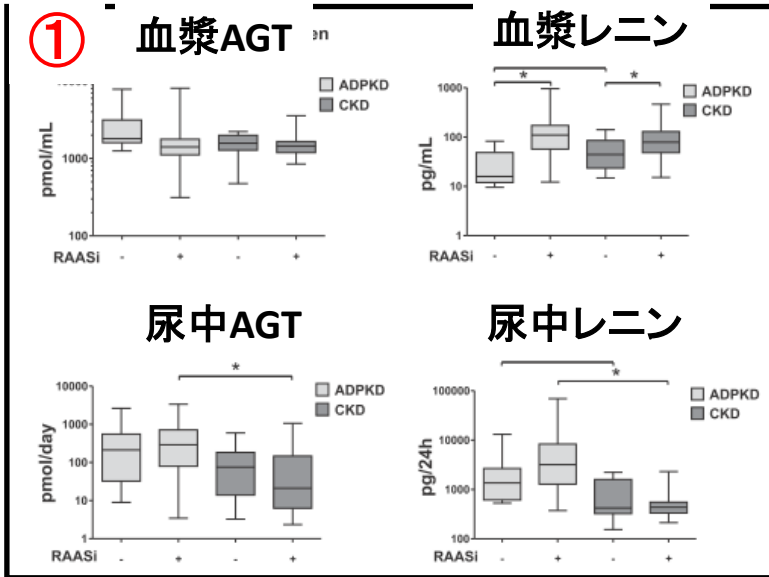 ①
血漿AGT
en
ADPKD
CKD
1000
100
pmol/mL
RAASi - + - +
血漿レニン
* *
ADPKD
CKD
1000
100
10
1
pg/mL
RAASi - + - +
尿中AGT
*
ADPKD
CKD
10000
1000
100
10
1
pmol/day
RAASi - + - +
尿中レニン
*
ADPKD
CKD
100000
10000
1000
100
pg/24h
RAASi - + - +